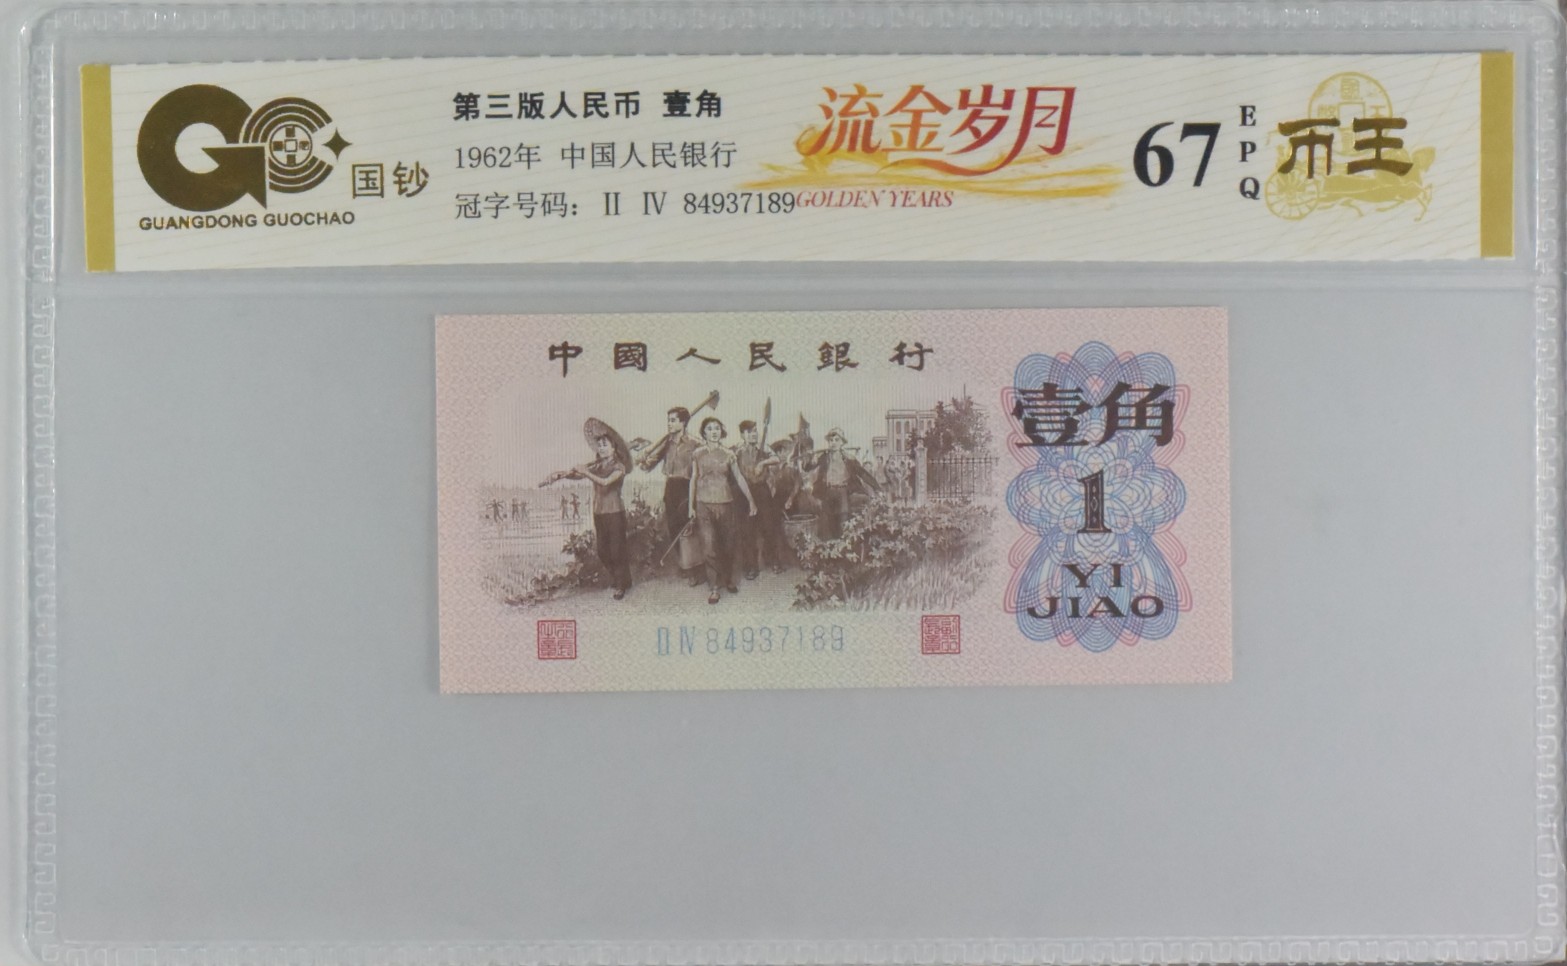 第三版人民币 壹角
1962年 中国人民银行
冠字号码: Ⅱ Ⅳ 84937189
国钞
GUANGDONG GUOCHAO
流金岁月
GOLDEN YEARS
67
EPQ
币王
中國人民銀行
壹角
1
YI
JIAO
Ⅱ Ⅳ 84937189